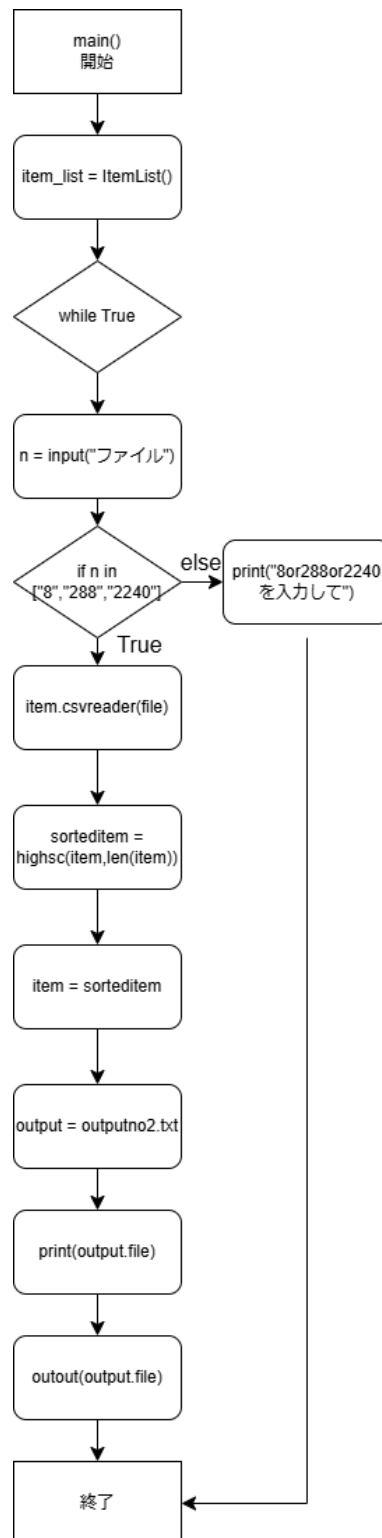 main()
開始
item_list = ItemList()
while True
n = input("ファイル")
if n in
["8","288","2240"]
else
print("8or288or2240
を入力して")
True
item.csvreader(file)
sorteditem =
highsc(item,len(item))
item = sorteditem
output = outputno2.txt
print(output.file)
outout(output.file)
終了